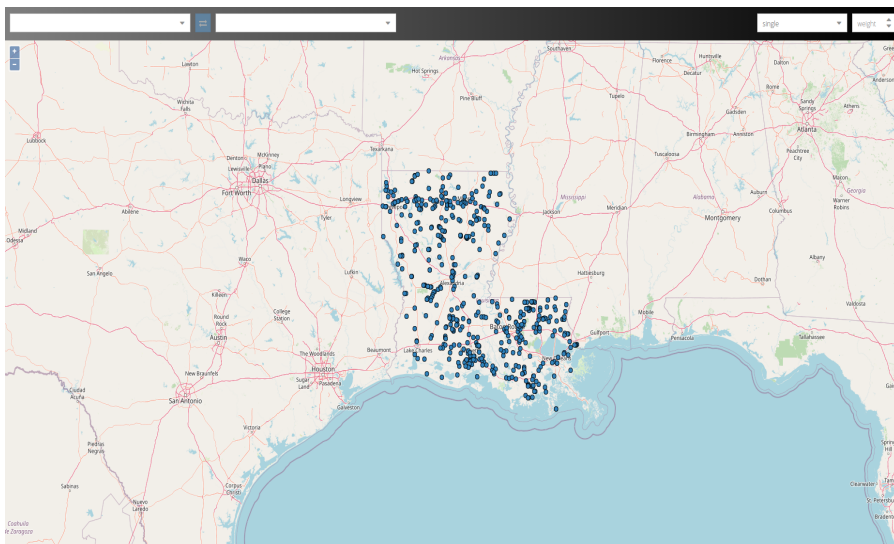 single
weight
+
−
Southaven
Florence
Huntsville
Decatur
Dalton
Rome
Arkansas
Hot Springs
Lawton
Wichita Falls
Pine Bluff
Tupelo
Gadsden
Sandy Springs
Athens
Atlanta
Anderson
Lubbock
Texarkana
Birmingham
Anniston
Peachtree City
Tuscaloosa
Denton
McKinney
Plano
Lewisville
Dallas
Fort Worth
Longview
Tyler
Abilene
Mississippi
Alabama
Auburn
Macon
Georgia
Warner Robins
Columbus
Jackson
Meridian
Montgomery
Midland
Odessa
Waco
Lufkin
San Angelo
Killeen
Alexandria
Hattiesburg
Dothan
Albany
Valdosta
Round Rock
College Station
Austin
The Woodlands
Beaumont
Lake Charles
Gulfport
Mobile
Pensacola
Tallahassee
New Braunfels
Houston
Sugar Land
Pasadena
San Antonio
Galveston
Ciudad Acuña
Victoria
Piedras Negras
Corpus Christi
Sabinas
Nuevo Laredo
Coahuila de Zaragoza
Clearwater